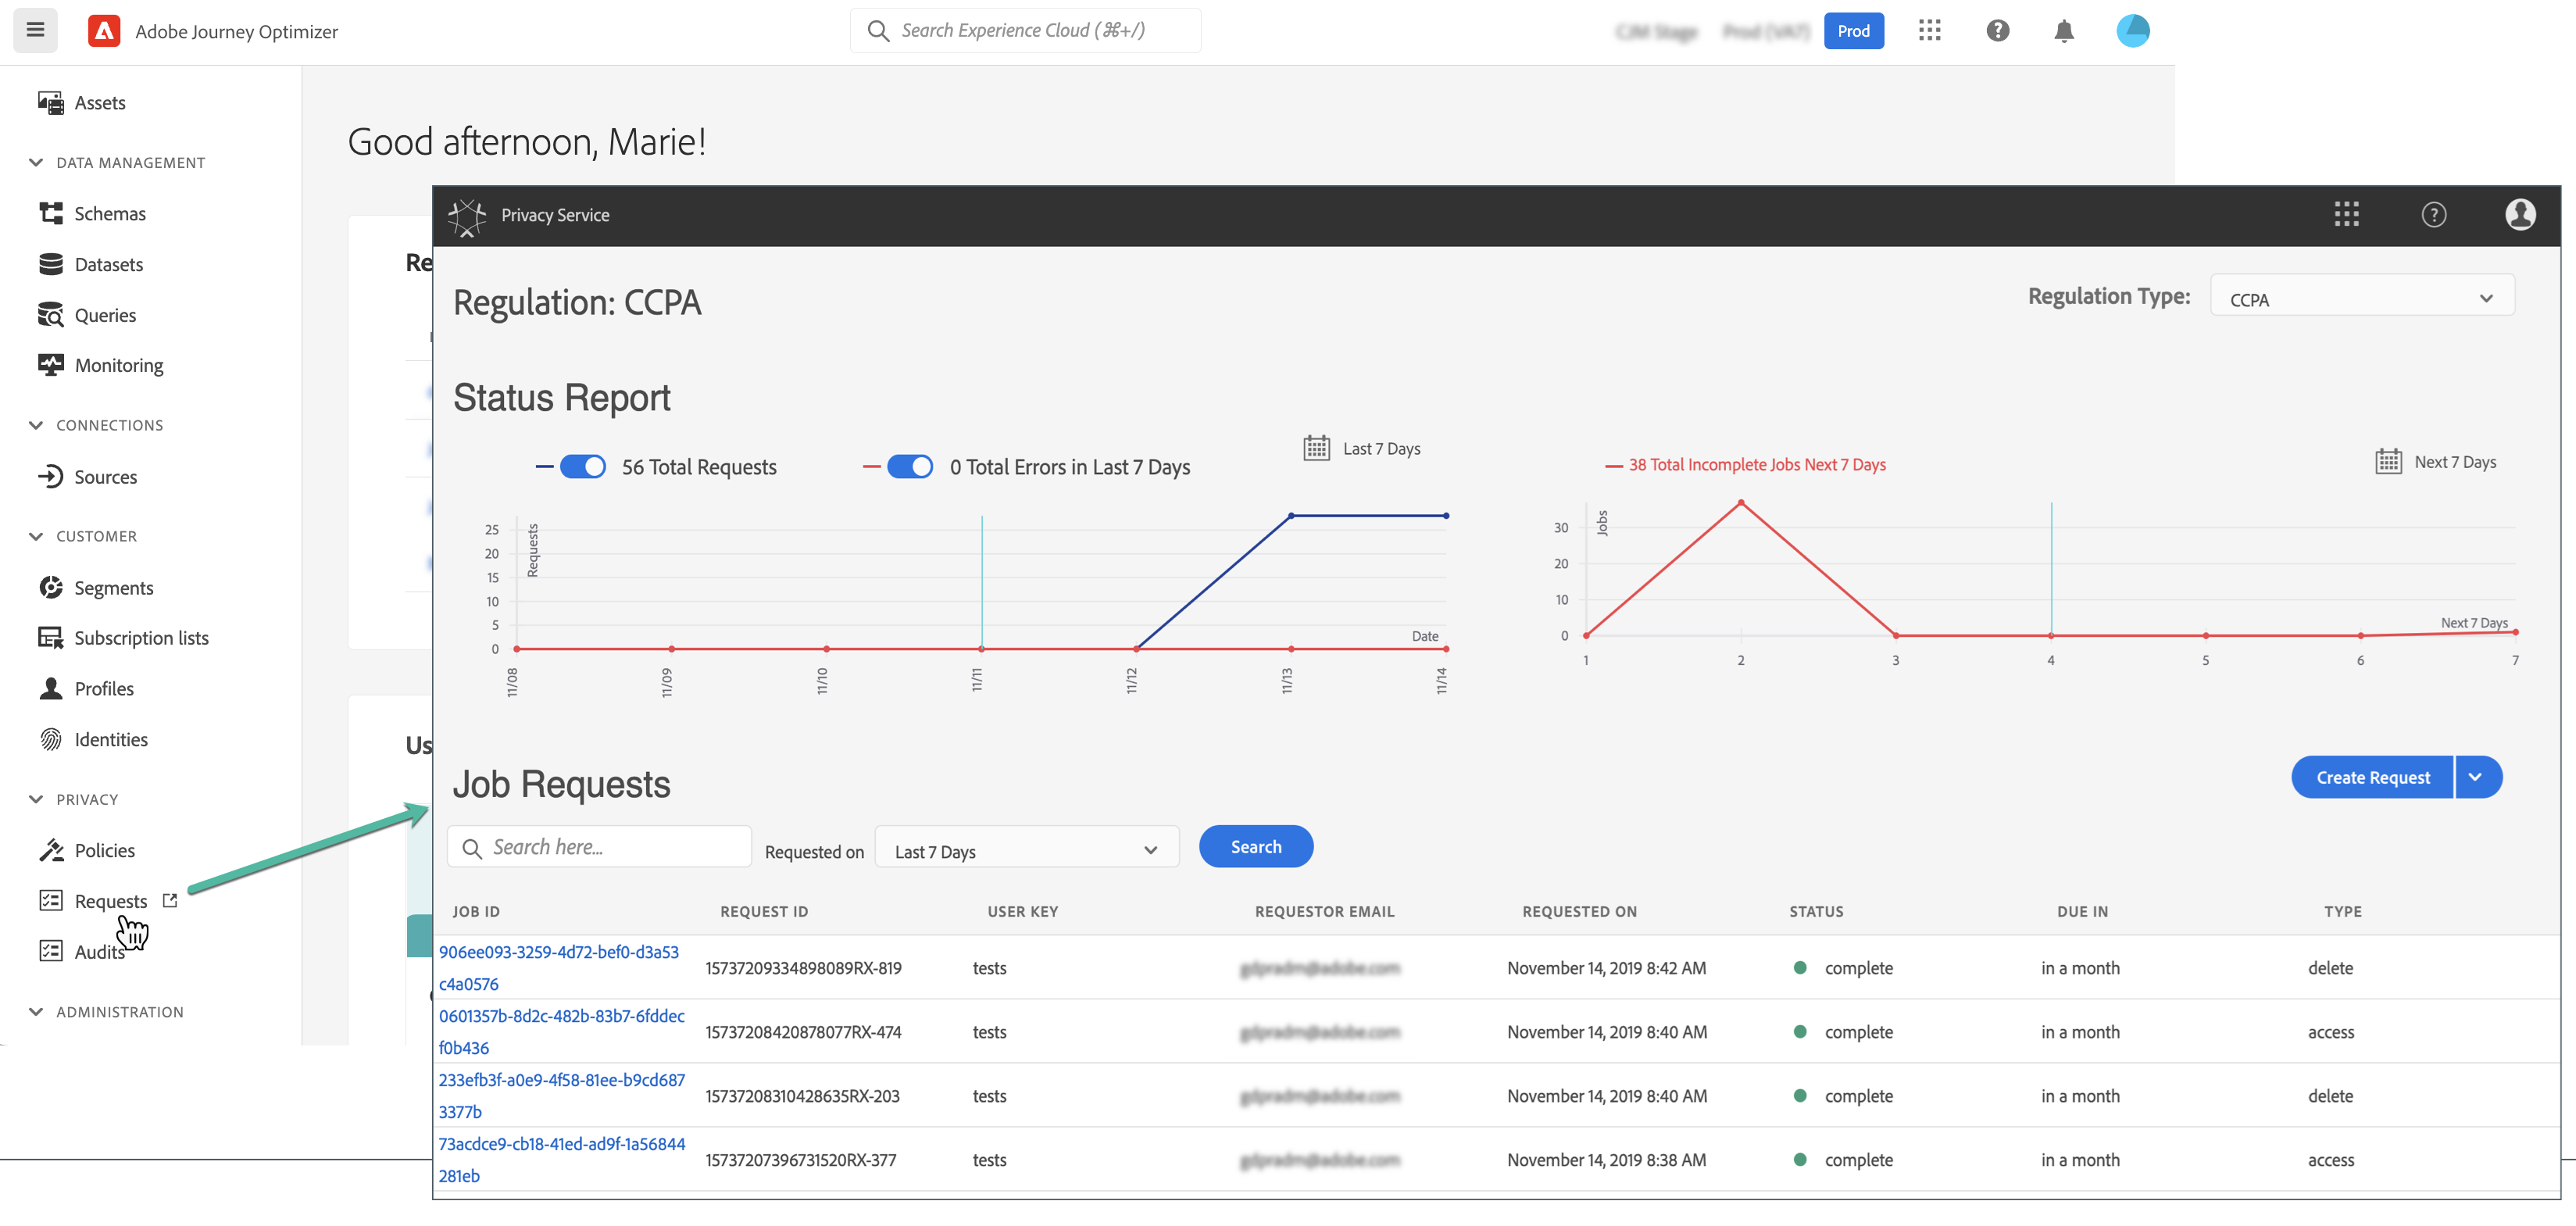 Adobe Journey Optimizer
Search Experience Cloud (⌘+/)
Prod
Assets
DATA MANAGEMENT
Schemas
Datasets
Queries
Monitoring
CONNECTIONS
Sources
CUSTOMER
Segments
Subscription lists
Profiles
Identities
PRIVACY
Policies
Requests
Audits
ADMINISTRATION
Good afternoon, Marie!
Re
Us
Privacy Service
Regulation: CCPA
Regulation Type:
CCPA
Status Report
56 Total Requests
0 Total Errors in Last 7 Days
Last 7 Days
25
20
15
10
5
0
Requests
Date
11/08
11/09
11/10
11/11
11/12
11/13
11/14
38 Total Incomplete Jobs Next 7 Days
Next 7 Days
30
20
10
0
Jobs
Next 7 Days
1 2 3 4 5 6 7
Job Requests
Create Request
Search here...
Requested on
Last 7 Days
Search
JOB ID REQUEST ID USER KEY REQUESTOR EMAIL REQUESTED ON STATUS DUE IN TYPE
906ee093-3259-4d72-bef0-d3a53
c4a0576
15737209334898089RX-819 tests November 14, 2019 8:42 AM complete in a month delete
0601357b-8d2c-482b-83b7-6fddec
f0b436
15737208420878077RX-474 tests November 14, 2019 8:40 AM complete in a month access
233efb3f-a0e9-4f58-81ee-b9cd687
3377b
15737208310428635RX-203 tests November 14, 2019 8:40 AM complete in a month delete
73acdce9-cb18-41ed-ad9f-1a56844
281eb
15737207396731520RX-377 tests November 14, 2019 8:38 AM complete in a month access